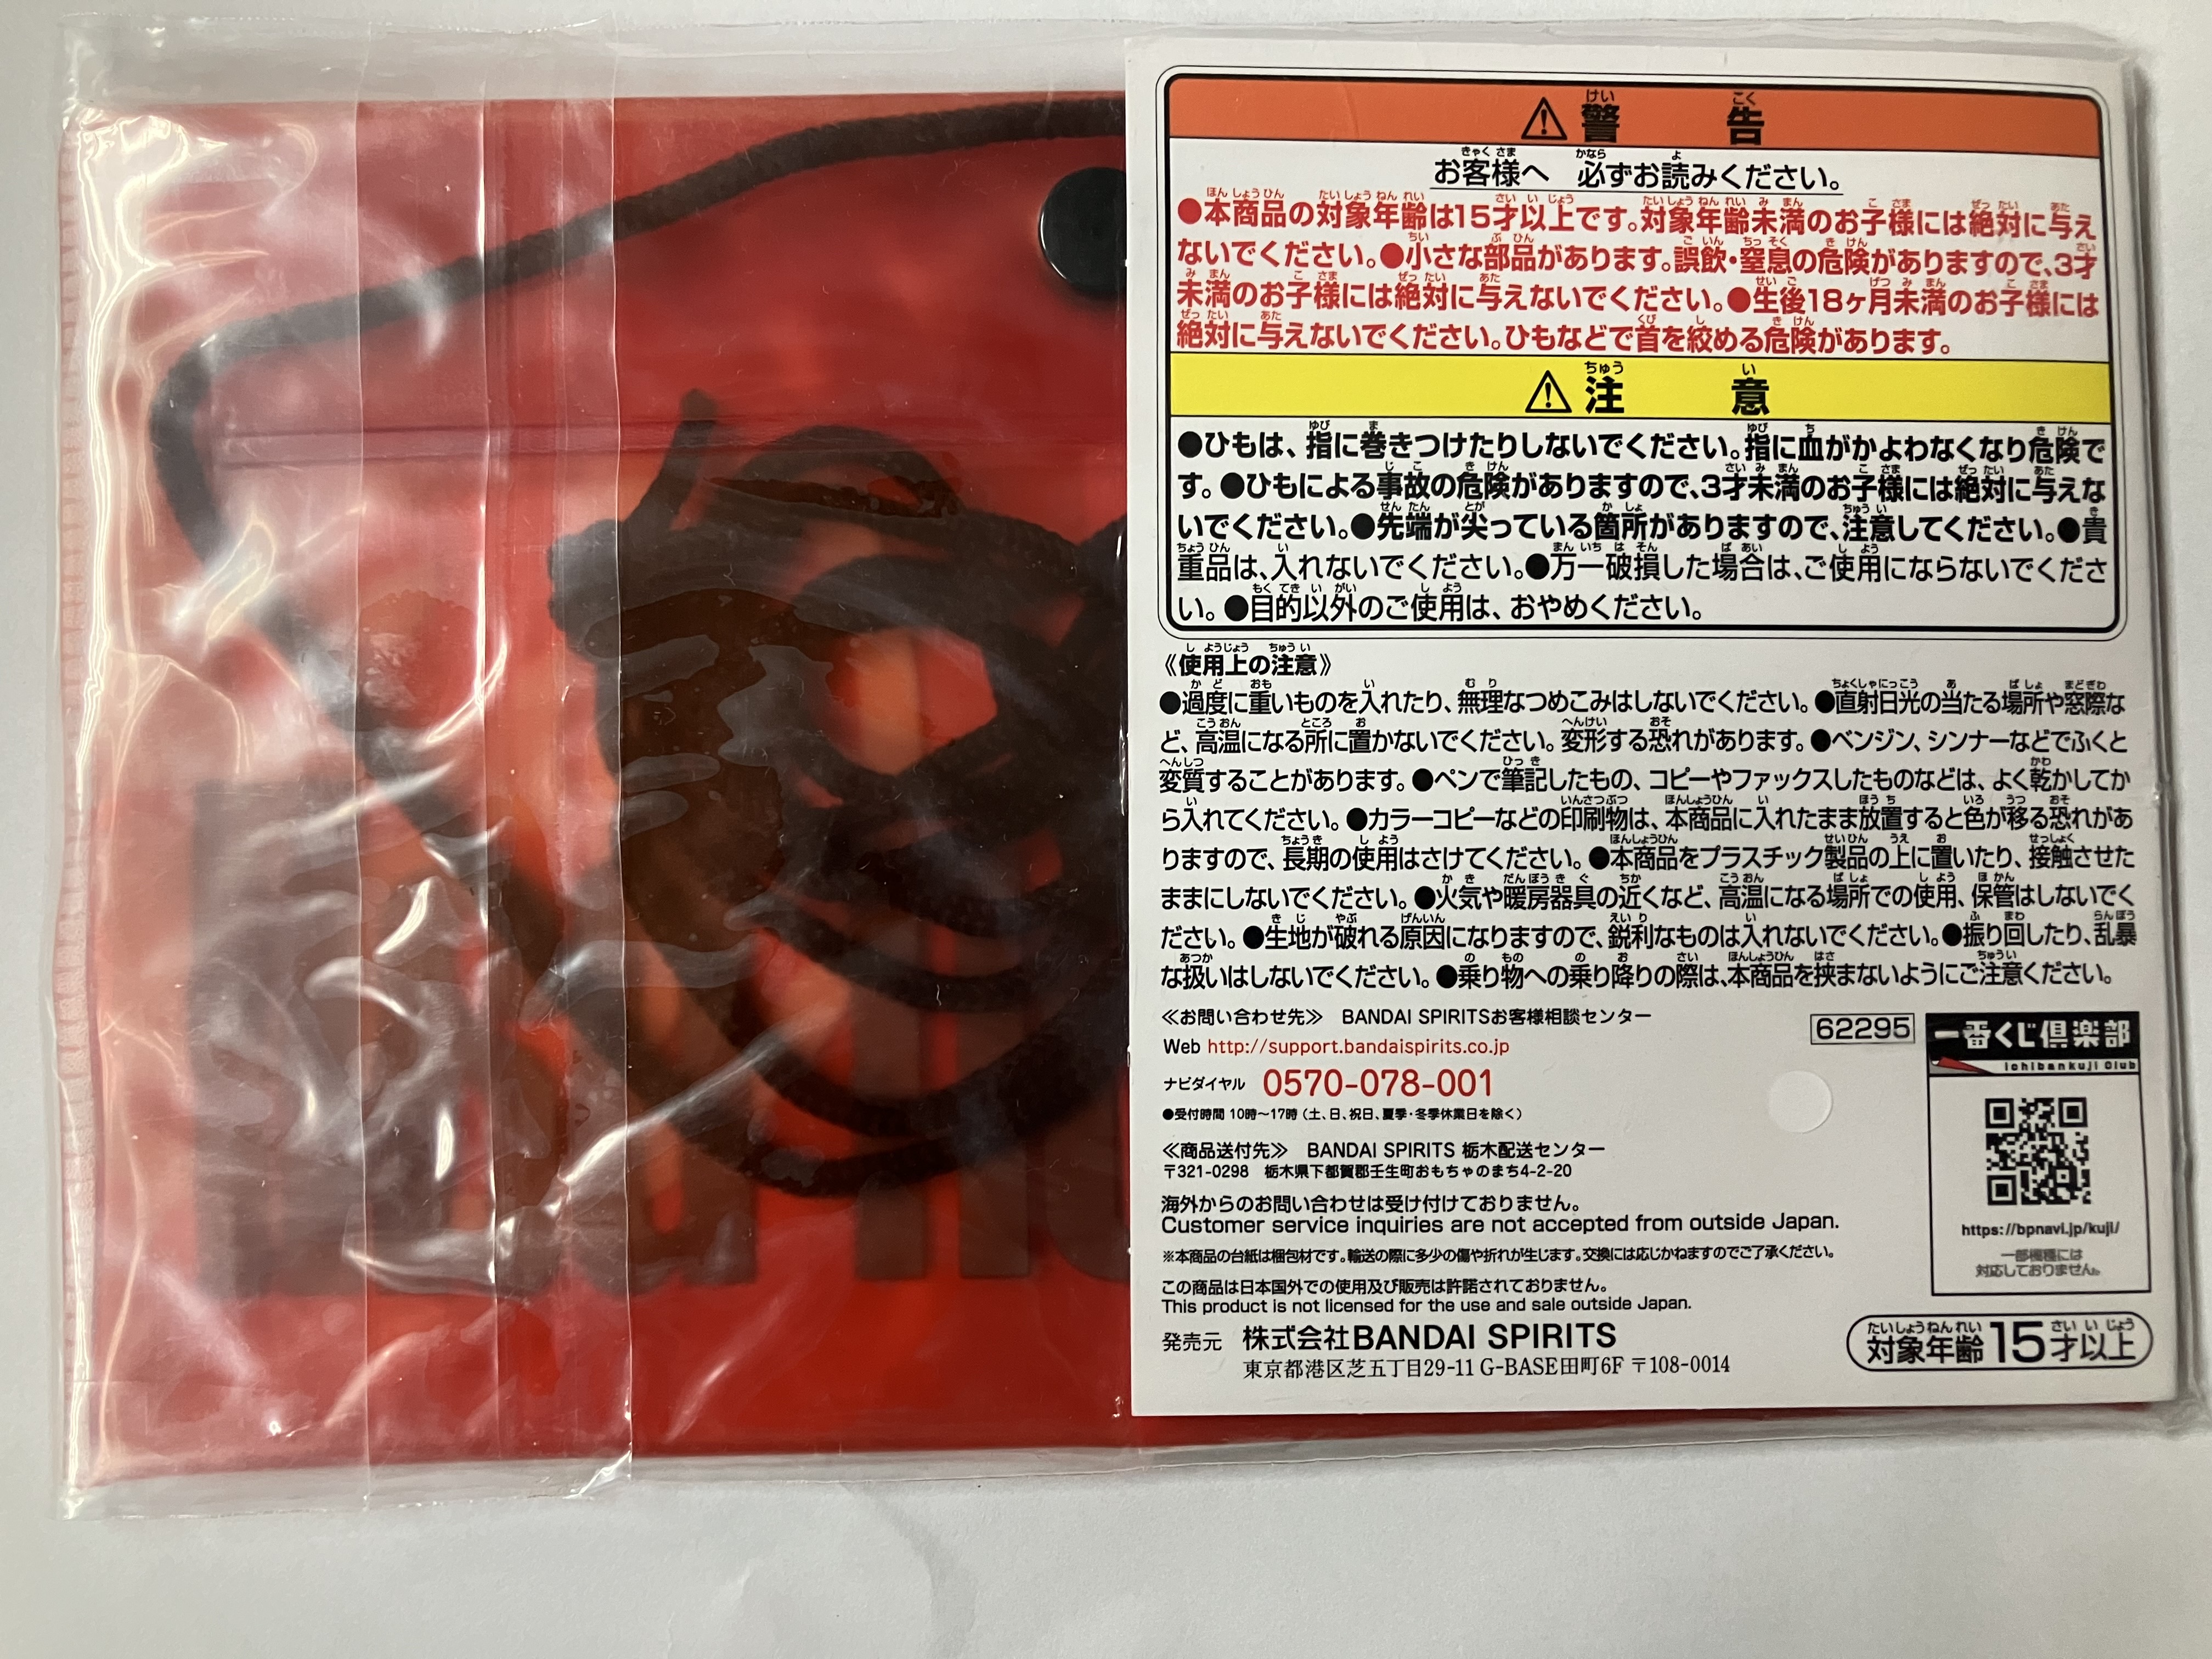 ⚠警告
お客様へ 必ずお読みください。
●本商品の対象年齢は15才以上です。対象年齢未満のお子様には絶対に与え
ないでください。●小さな部品があります。誤飲・窒息の危険がありますので、3才
未満のお子様には絶対に与えないでください。●生後18ヶ月未満のお子様には
絶対に与えないでください。ひもなどで首を絞める危険があります。
⚠注意
●ひもは、指に巻きつけたりしないでください。指に血がかよわなくなり危険で
す。●ひもによる事故の危険がありますので、3才未満のお子様には絶対に与えな
いでください。●先端が尖っている箇所がありますので、注意してください。●貴
重品は、入れないでください。●万一破損した場合は、ご使用にならないでくださ
い。●目的以外のご使用は、おやめください。
《使用上の注意》
●過度に重いものを入れたり、無理なつめこみはしないでください。●直射日光の当たる場所や窓際な
ど、高温になる所に置かないでください。変形する恐れがあります。●ベンジン、シンナーなどでふくと
変質することがあります。●ペンで筆記したもの、コピーやファックスしたものなどは、よく乾かしてか
ら入れてください。●カラーコピーなどの印刷物は、本商品に入れたまま放置すると色が移る恐れがあ
りますので、長期の使用はさけてください。●本商品をプラスチック製品の上に置いたり、接触させた
ままにしないでください。●火気や暖房器具の近くなど、高温になる場所での使用、保管はしないでく
ださい。●生地が破れる原因になりますので、鋭利なものは入れないでください。●振り回したり、乱暴
な扱いはしないでください。●乗り物への乗り降りの際は、本商品を挟まないようにご注意ください。
≪お問い合わせ先≫ BANDAI SPIRITSお客様相談センター
Web http://support.bandaispirits.co.jp
ナビダイヤル 0570-078-001
●受付時間 10時〜17時（土、日、祝日、夏季・冬季休業日を除く）
≪商品送付先≫ BANDAI SPIRITS 栃木配送センター
〒321-0298 栃木県下都賀郡壬生町おもちゃのまち4-2-20
海外からのお問い合わせは受け付けておりません。
Customer service inquiries are not accepted from outside Japan.
※本商品の台紙は梱包材です。輸送の際に多少の傷や折れが生じます。交換には応じかねますのでご了承ください。
この商品は日本国外での使用及び販売は許諾されておりません。
This product is not licensed for the use and sale outside Japan.
発売元 株式会社BANDAI SPIRITS
東京都港区芝五丁目29-11 G-BASE田町6F 〒108-0014
62295
一番くじ倶楽部
ichibankuji Club
https://bpnavi.jp/kuji/
一部機種には
対応しておりません。
対象年齢15才以上